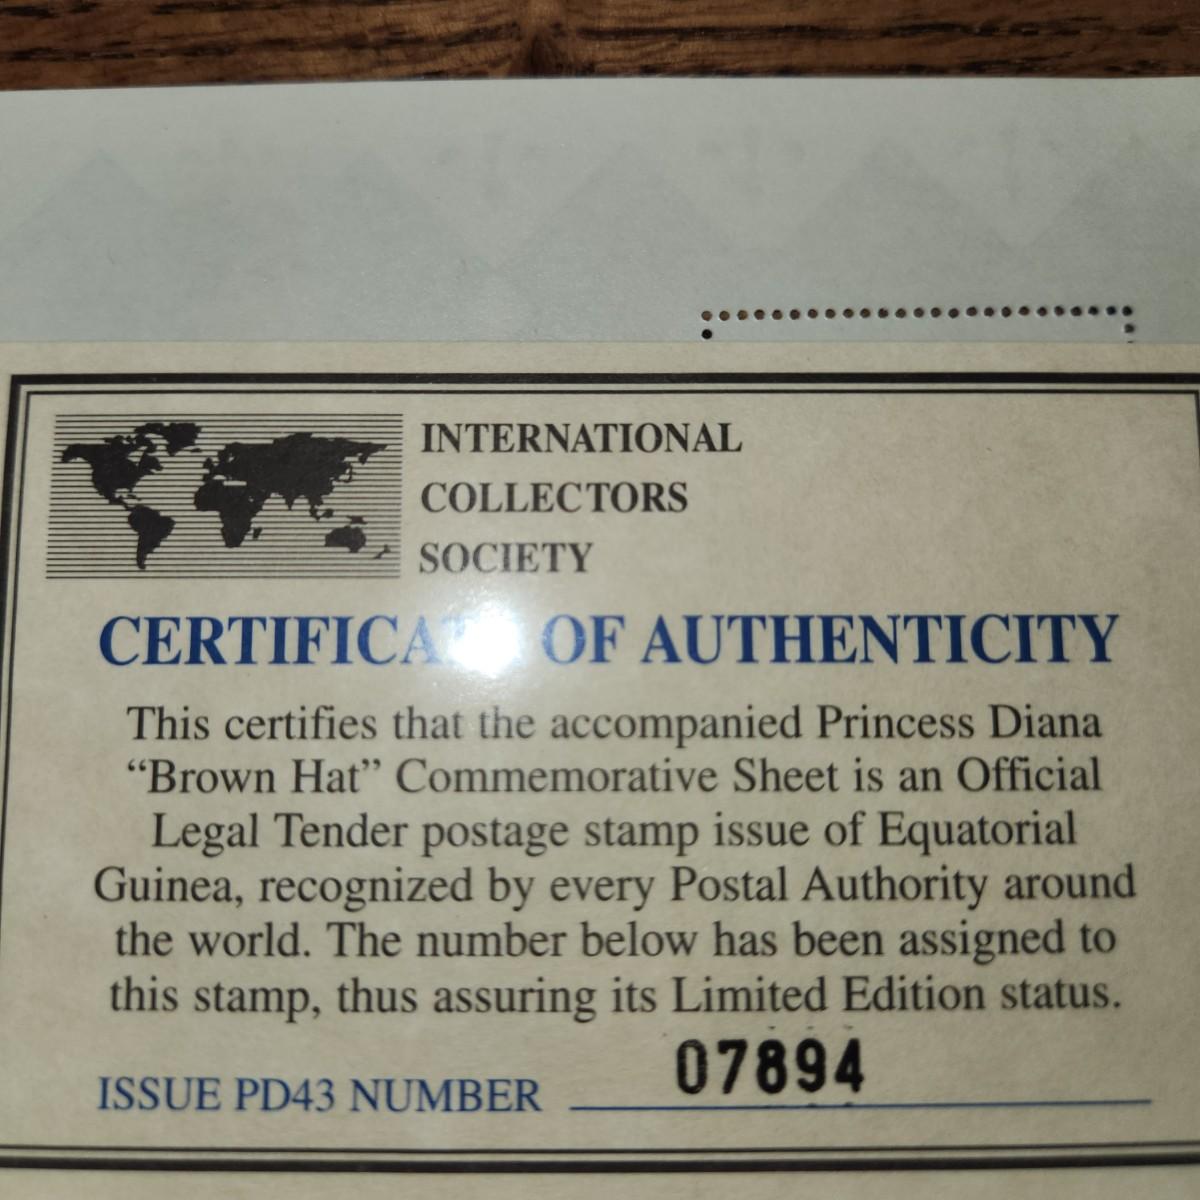 INTERNATIONAL
COLLECTORS
SOCIETY
CERTIFICATE OF AUTHENTICITY
This certifies that the accompanied Princess Diana
“Brown Hat” Commemorative Sheet is an Official
Legal Tender postage stamp issue of Equatorial
Guinea, recognized by every Postal Authority around
the world. The number below has been assigned to
this stamp, thus assuring its Limited Edition status.
ISSUE PD43 NUMBER 07894